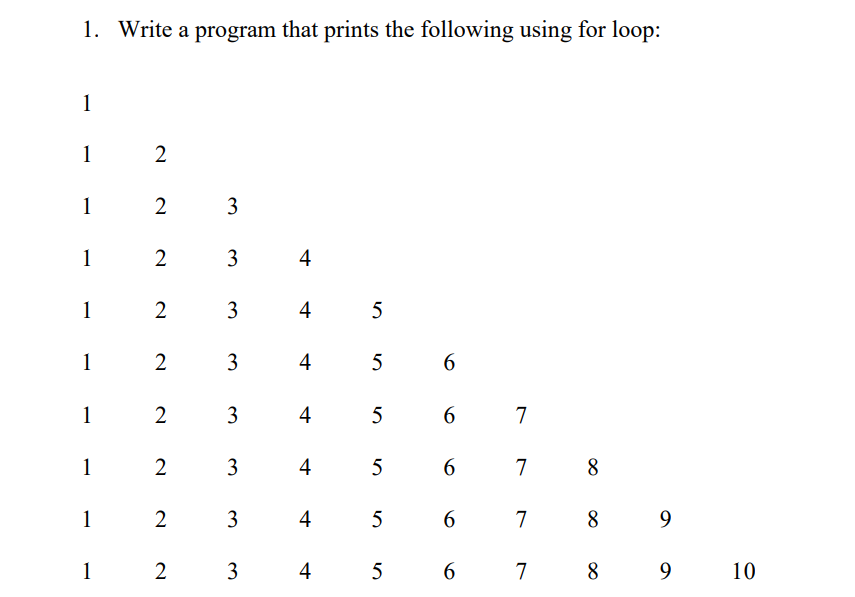 1. Write a program that prints the following using for loop:
1
1 2
1 2 3
1 2 3 4
1 2 3 4 5
1 2 3 4 5 6
1 2 3 4 5 6 7
1 2 3 4 5 6 7 8
1 2 3 4 5 6 7 8 9
1 2 3 4 5 6 7 8 9 10